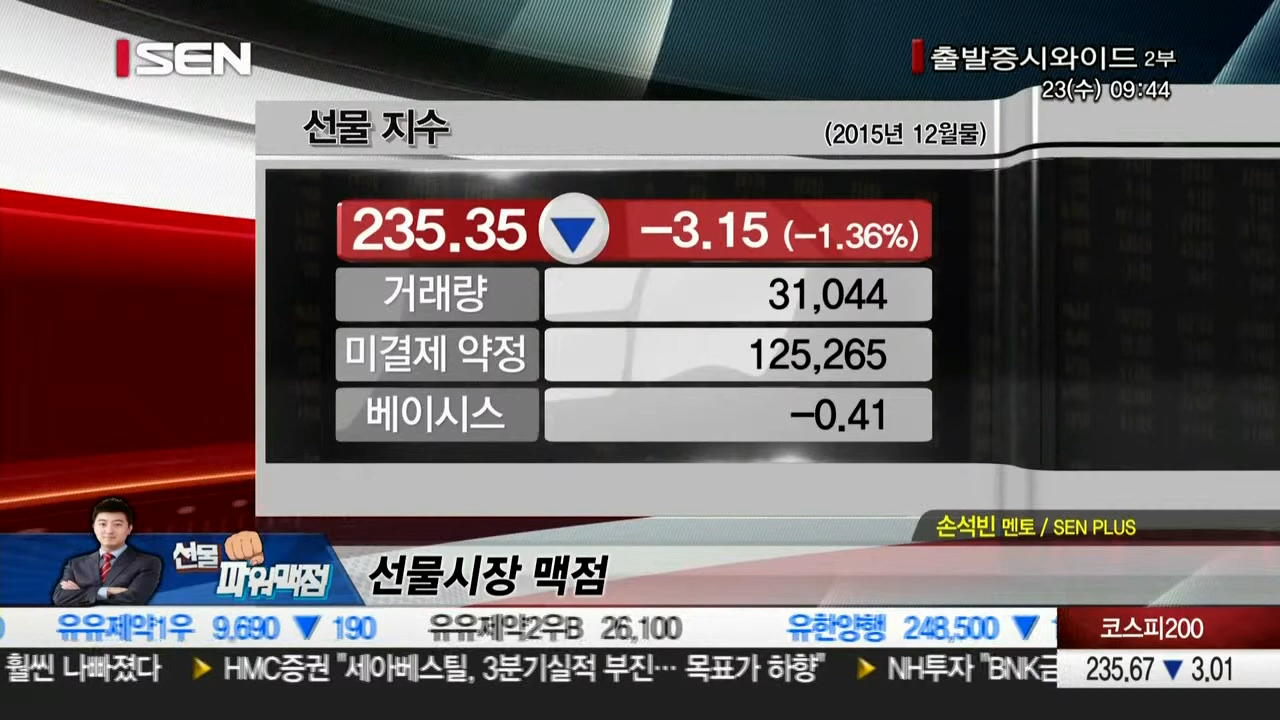 SEN
출발증시와이드 2부
23(수) 09:44
선물 지수
(2015년 12월물)
235.35 ▼ -3.15 (-1.36%)
거래량 31,044
미결제 약정 125,265
베이시스 -0.41
손석빈 멘토 / SEN PLUS
선물 파워맥점
선물시장 맥점
유유제약1우 9,690 ▼ 190 유유제약2우B 26,100 유한양행 248,500 ▼
코스피200
훨씬 나빠졌다 ▶ HMC증권 "세아베스틸, 3분기실적 부진… 목표가 하향" ▶ NH투자 "BNK금
235.67 ▼ 3.01